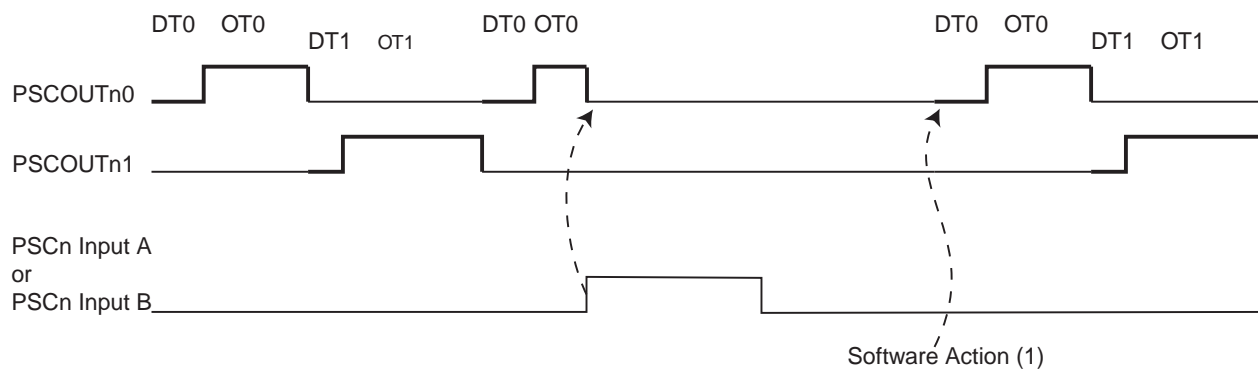 DT0 OT0 DT1 OT1 DT0 OT0 DT0 OT0 DT1 OT1
PSCOUTn0
PSCOUTn1
PSCn Input A
or
PSCn Input B
Software Action (1)